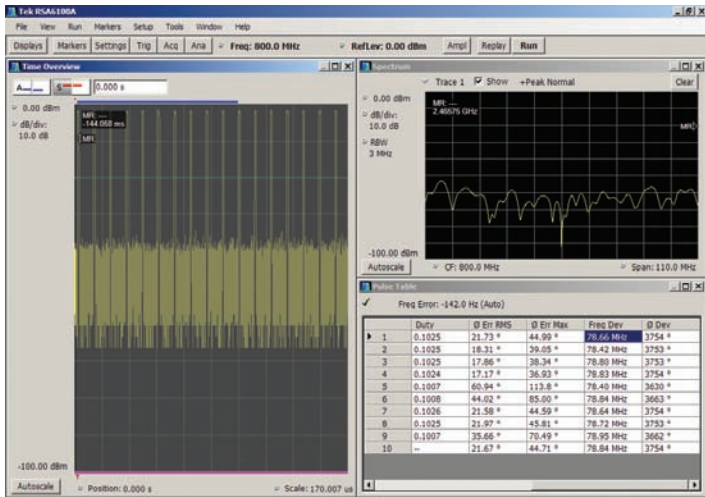 Tek RSA6100A
File View Run Markers Setup Tools Window Help
Displays Markers Settings Trig Acq Ana Freq: 800.0 MHz RefLev: 0.00 dBm Ampl Replay Run
Time Overview
0.000 s
0.00 dBm
dB/div:
10.0 dB
MR: ---
-144.068 ms
MR
-100.00 dBm
Autoscale Position: 0.000 s Scale: 170.007 us
Spectrum
Trace 1 Show +Peak Normal Clear
0.00 dBm
dB/div:
10.0 dB
RBW
3 MHz
MR: ---
2.46575 GHz
MR
-100.00 dBm
Autoscale CF: 800.0 MHz Span: 110.0 MHz
Pulse Table
Freq Error: -142.0 Hz (Auto)
Duty Ø Err RMS Ø Err Max Freq Dev Ø Dev
1 0.1025 21.73 ° 44.99 ° 78.66 MHz 3754 °
2 0.1025 18.31 ° 39.05 ° 78.42 MHz 3753 °
3 0.1025 17.86 ° 38.34 ° 78.80 MHz 3753 °
4 0.1024 17.17 ° 36.93 ° 78.83 MHz 3754 °
5 0.1007 60.94 ° 113.8 ° 78.40 MHz 3630 °
6 0.1008 44.02 ° 85.00 ° 78.84 MHz 3663 °
7 0.1026 21.58 ° 44.59 ° 78.64 MHz 3754 °
8 0.1025 21.97 ° 45.81 ° 78.72 MHz 3753 °
9 0.1007 35.66 ° 70.49 ° 78.95 MHz 3662 °
10 -- 21.67 ° 44.71 ° 78.84 MHz 3754 °